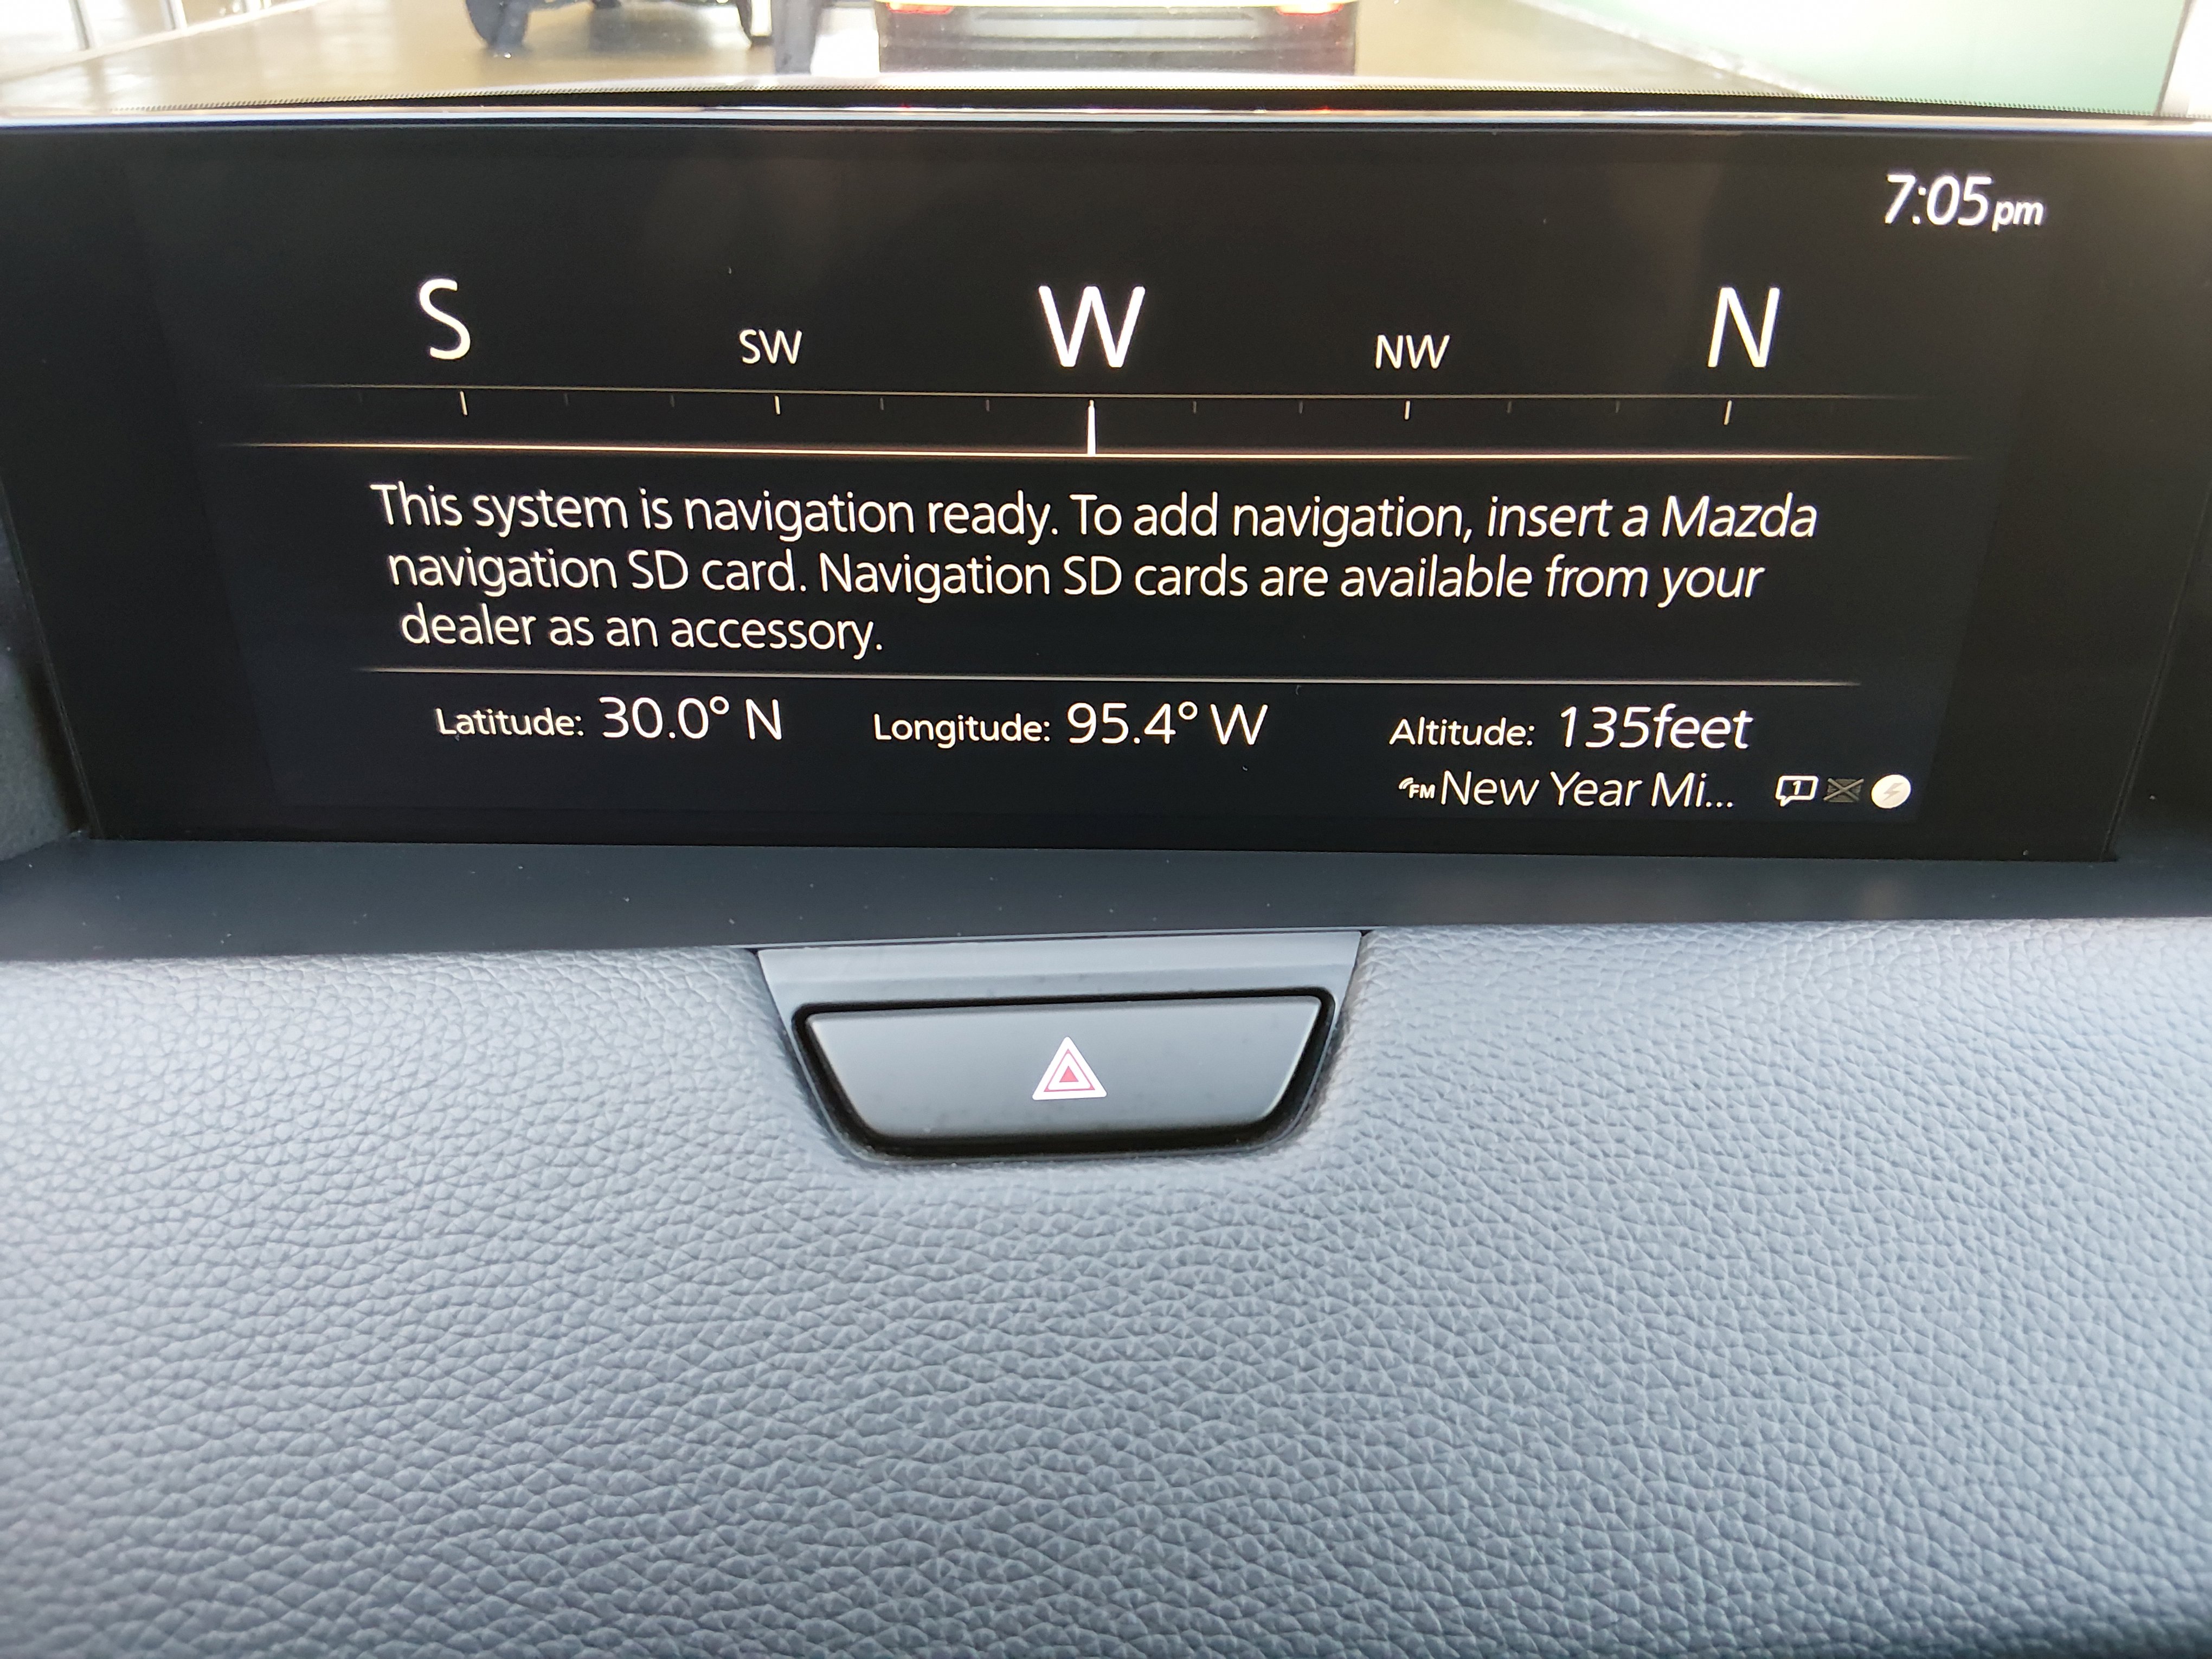 7:05pm
S SW W NW N
This system is navigation ready. To add navigation, insert a Mazda
navigation SD card. Navigation SD cards are available from your
dealer as an accessory.
Latitude: 30.0° N Longitude: 95.4° W Altitude: 135feet
FM New Year Mi... 1